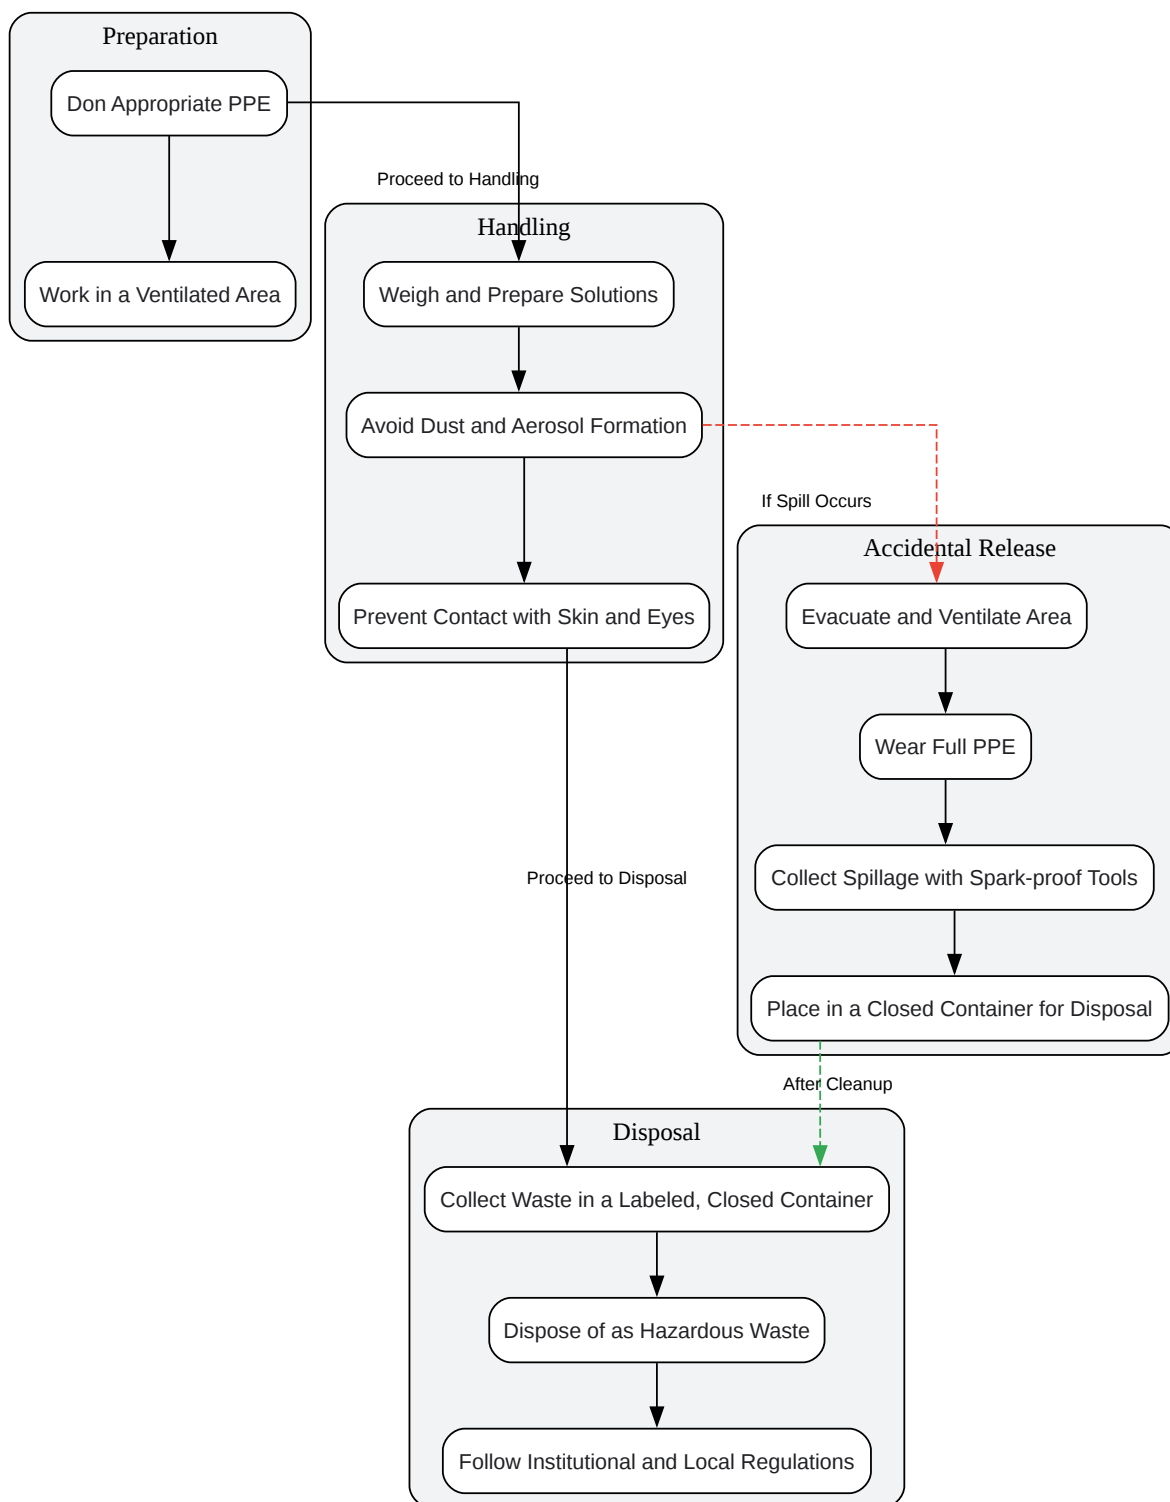 Preparation
Don Appropriate PPE
Work in a Ventilated Area
Proceed to Handling
Handling
Weigh and Prepare Solutions
Avoid Dust and Aerosol Formation
Prevent Contact with Skin and Eyes
If Spill Occurs
Accidental Release
Evacuate and Ventilate Area
Wear Full PPE
Collect Spillage with Spark-proof Tools
Place in a Closed Container for Disposal
Proceed to Disposal
After Cleanup
Disposal
Collect Waste in a Labeled, Closed Container
Dispose of as Hazardous Waste
Follow Institutional and Local Regulations